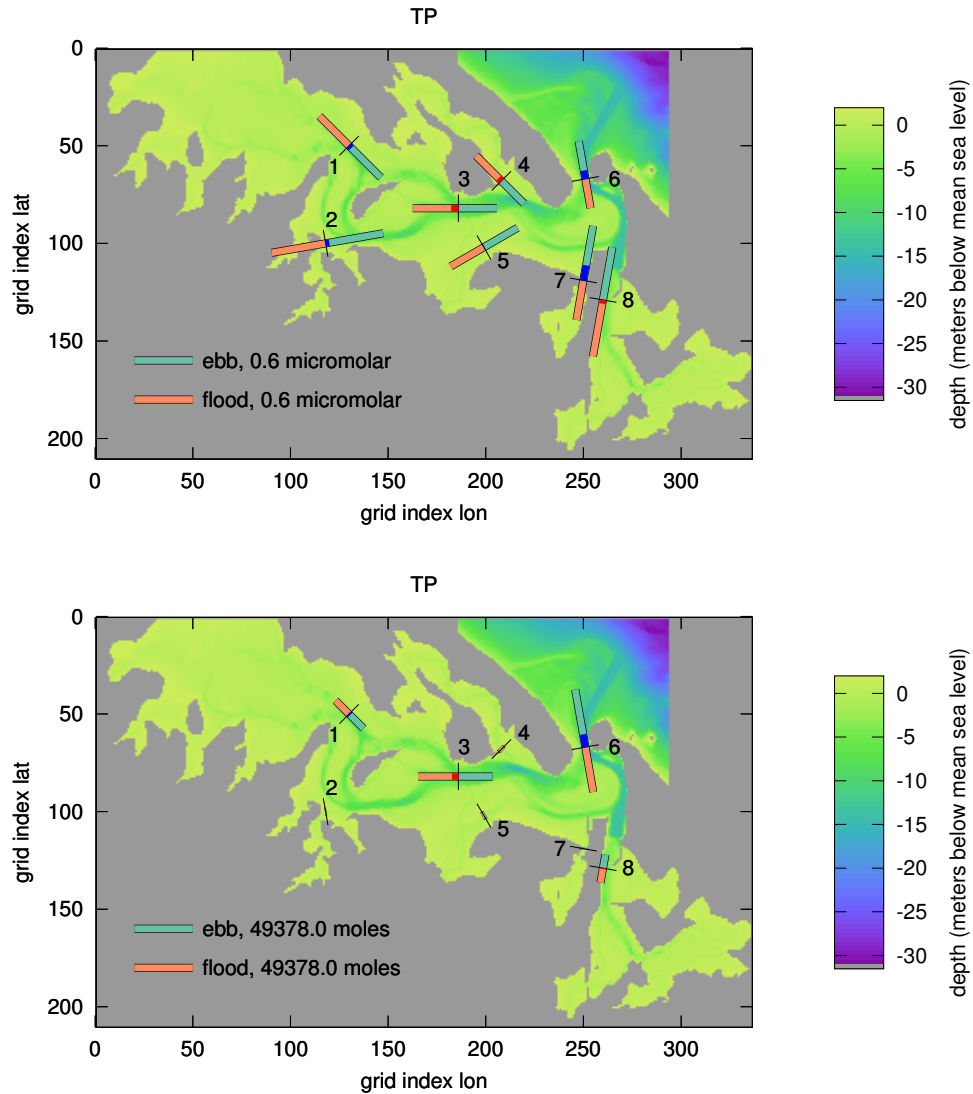 TP
0
50
100
150
200
grid index lat
0 50 100 150 200 250 300
grid index lon
1
2
3
4
5
6
7
8
ebb, 0.6 micromolar
flood, 0.6 micromolar
0
-5
-10
-15
-20
-25
-30
depth (meters below mean sea level)
TP
0
50
100
150
200
grid index lat
0 50 100 150 200 250 300
grid index lon
1
2
3
4
5
6
7
8
ebb, 49378.0 moles
flood, 49378.0 moles
0
-5
-10
-15
-20
-25
-30
depth (meters below mean sea level)